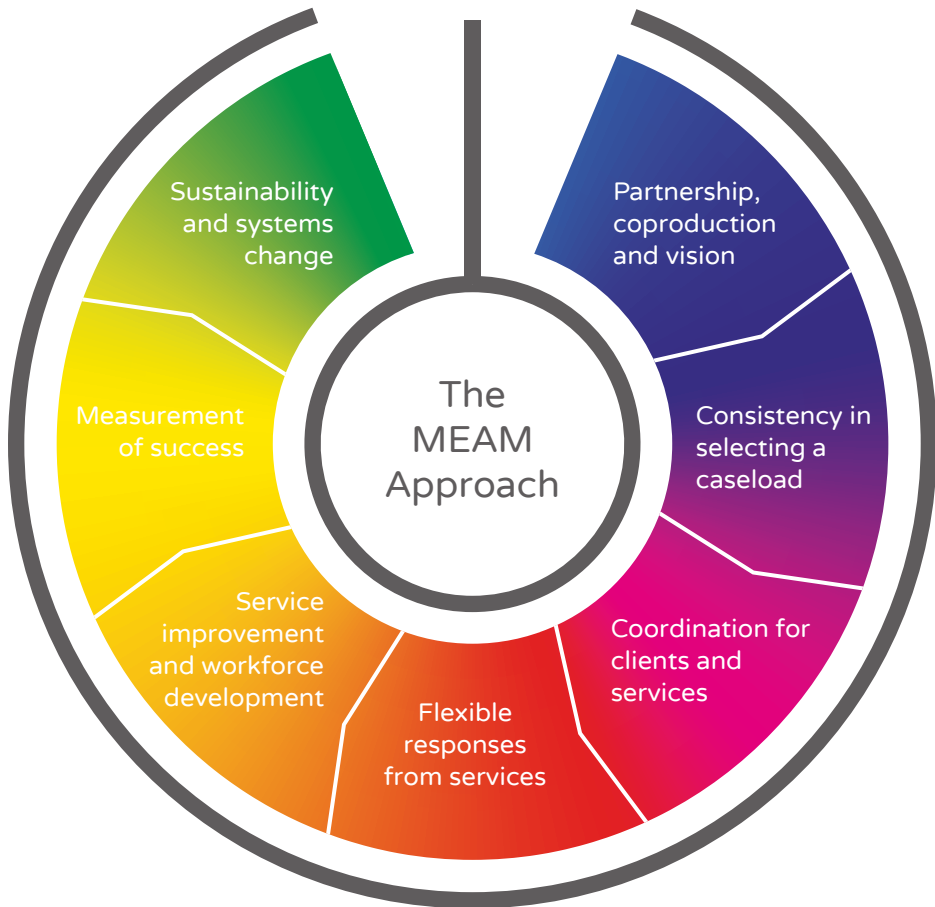 The
MEAM
Approach
Partnership,
coproduction
and vision
Consistency in
selecting a
caseload
Coordination for
clients and
services
Flexible
responses
from services
Service
improvement
and workforce
development
Measurement
of success
Sustainability
and systems
change